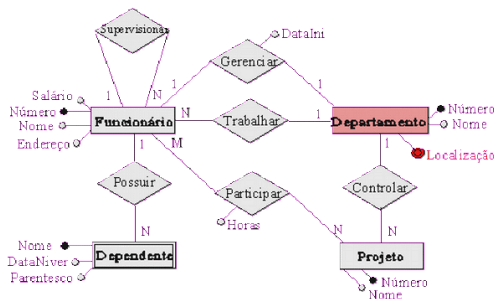 Supervisionar
DataIni
Gerenciar
1
N
1
1
Salário
Número
Nome
Endereço
Funcionário
N
Trabalhar
1
Departamento
Número
Nome
Localização
1
M
1
Possuir
Participar
Horas
Controlar
N
N
N
Nome
DataNiver
Parentesco
Dependente
Projeto
Número
Nome